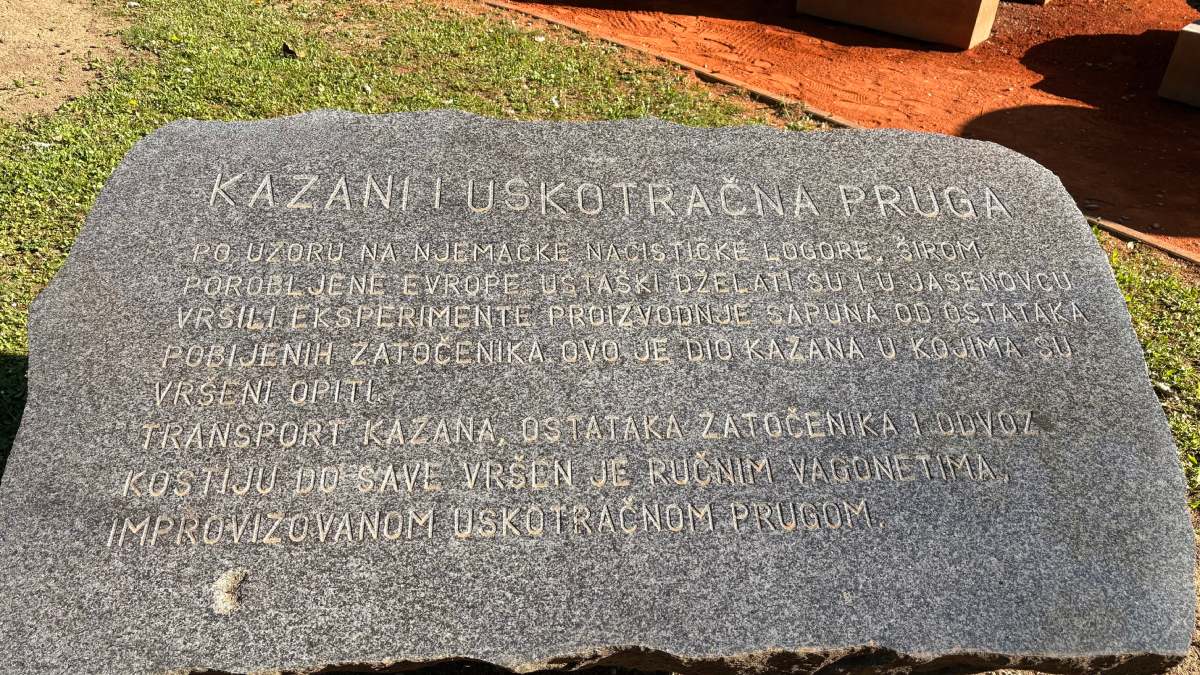 KAZANI I USKOTRAČNA PRUGA
PO UZORU NA NJEMAČKE NACISTIČKE LOGORE, ŠIROM
POROBLJENE EVROPE USTAŠKI DŽELATI SU I U JASENOVCU
VRŠILI EKSPERIMENTE PROIZVODNJE SAPUNA OD OSTATAKA
POBIJENIH ZATOČENIKA. OVO JE DIO KAZANA U KOJIMA SU
VRŠENI OPITI.
TRANSPORT KAZANA, OSTATAKA ZATOČENIKA I ODVOZ
KOSTIJU DO SAVE VRŠEN JE RUČNIM VAGONETIMA,
IMPROVIZOVANOM USKOTRAČNOM PRUGOM.